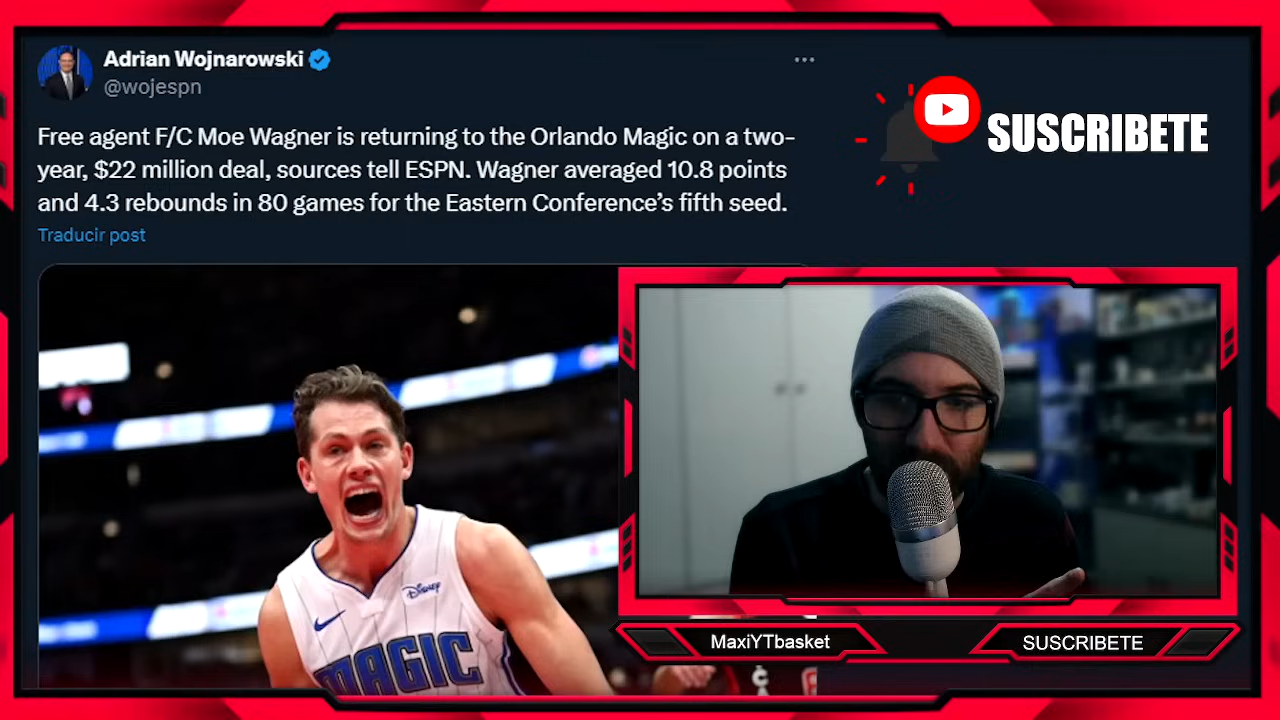 Adrian Wojnarowski
@wojespn
Free agent F/C Moe Wagner is returning to the Orlando Magic on a two-
year, $22 million deal, sources tell ESPN. Wagner averaged 10.8 points
and 4.3 rebounds in 80 games for the Eastern Conference’s fifth seed.
Traducir post
SUSCRIBETE
Disney
MAGIC
MaxiYTbasket
SUSCRIBETE